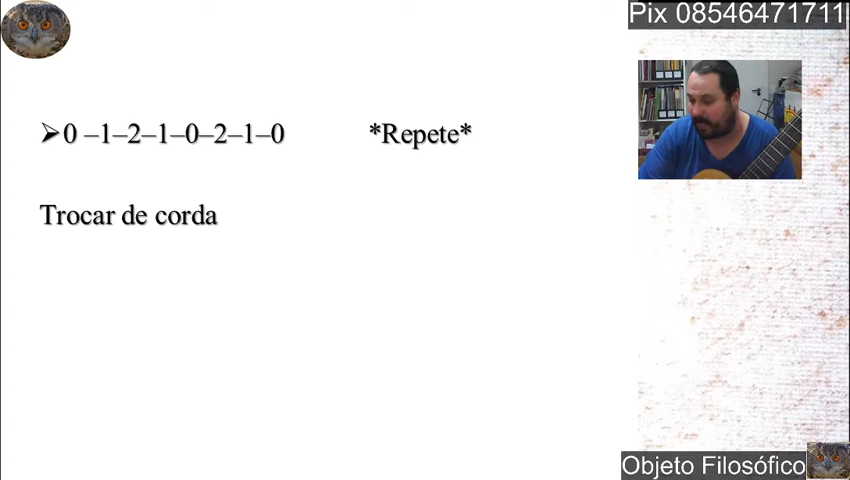 Pix 08546471711
➢0 –1–2–1–0–2–1–0 *Repete*
Trocar de corda
Objeto Filosófico